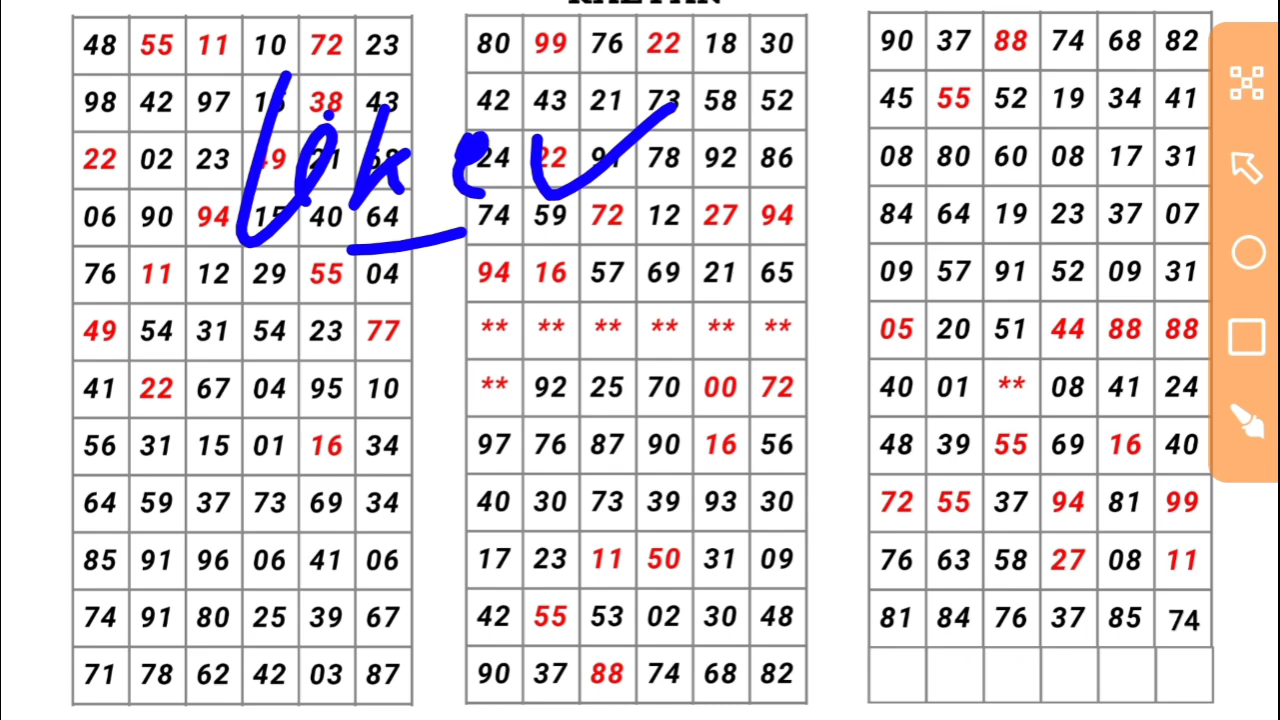 48 55 11 10 72 23
98 42 97 38 43
22 02 23 21
06 90 94 15 40 64
76 11 12 29 55 04
49 54 31 54 23 77
41 22 67 04 95 10
56 31 15 01 16 34
64 59 37 73 69 34
85 91 96 06 41 06
74 91 80 25 39 67
71 78 62 42 03 87
80 99 76 22 18 30
42 43 21 73 58 52
24 22 91 78 92 86
74 59 72 12 27 94
94 16 57 69 21 65
** ** ** ** ** **
** 92 25 70 00 72
97 76 87 90 16 56
40 30 73 39 93 30
17 23 11 50 31 09
42 55 53 02 30 48
90 37 88 74 68 82
90 37 88 74 68 82
45 55 52 19 34 41
08 80 60 08 17 31
84 64 19 23 37 07
09 57 91 52 09 31
05 20 51 44 88 88
40 01 ** 08 41 24
48 39 55 69 16 40
72 55 37 94 81 99
76 63 58 27 08 11
81 84 76 37 85 74
like